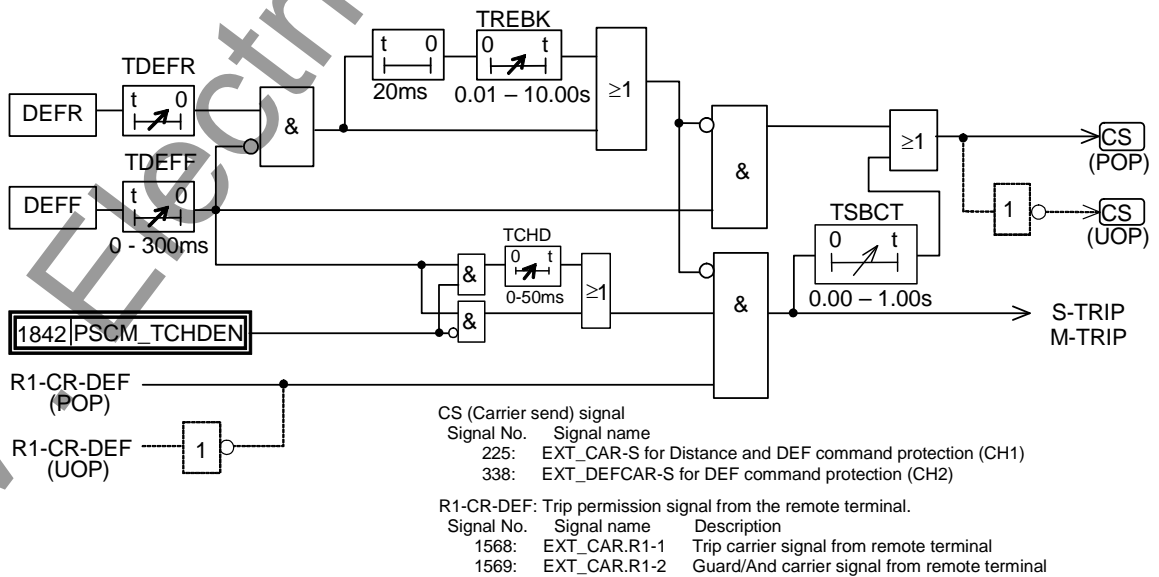 TREBK
t 0
0 t
20ms
0.01 – 10.00s
≥1
TDEFR
t 0
DEFR
&
TDEFF
t 0
DEFF
0 - 300ms
&
≥1
CS
(POP)
1
CS
(UOP)
TSBCT
0 t
0.00 – 1.00s
TCHD
0 t
0-50ms
&
≥1
&
&
1842 PSCM_TCHDEN
S-TRIP
M-TRIP
R1-CR-DEF
(POP)
R1-CR-DEF
(UOP)
1
CS (Carrier send) signal
Signal No. Signal name
225: EXT_CAR-S for Distance and DEF command protection (CH1)
338: EXT_DEFCAR-S for DEF command protection (CH2)
R1-CR-DEF: Trip permission signal from the remote terminal.
Signal No. Signal name Description
1568: EXT_CAR.R1-1 Trip carrier signal from remote terminal
1569: EXT_CAR.R1-2 Guard/And carrier signal from remote terminal
. Electri